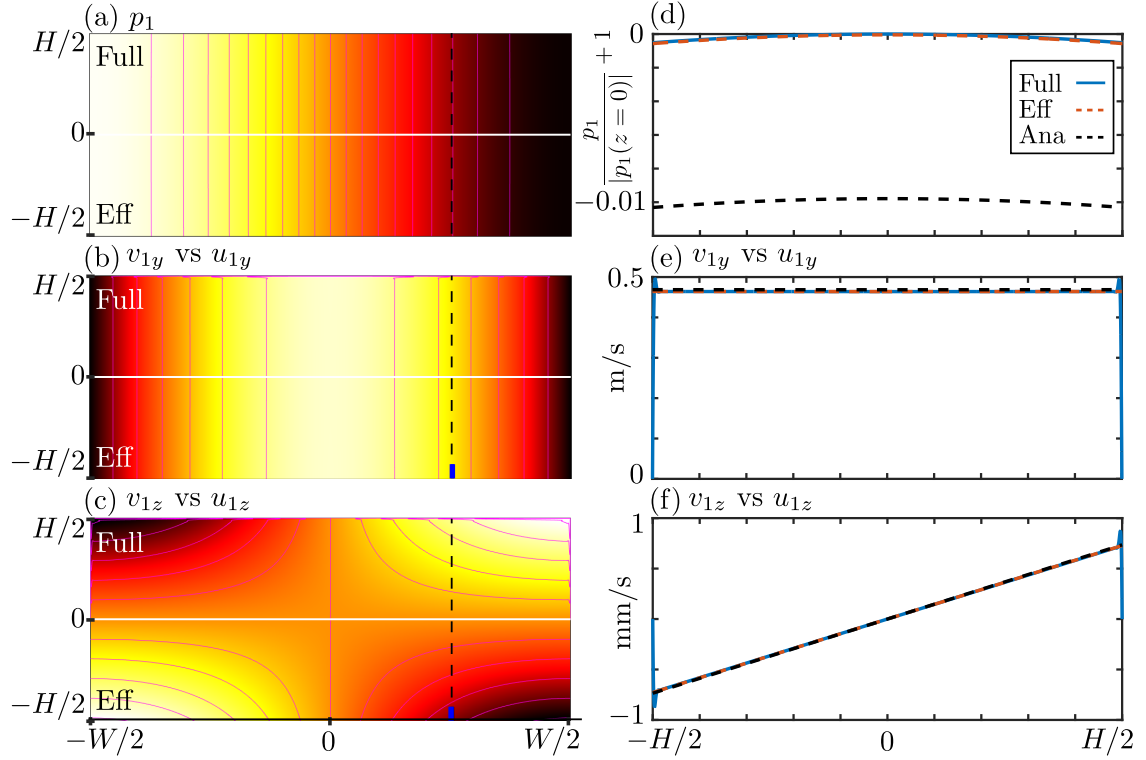 (a) p₁
H/2
Full
0
Eff
−H/2
(b) v₁y vs u₁y
H/2
Full
0
Eff
−H/2
(c) v₁z vs u₁z
H/2
Full
0
Eff
−H/2
−W/2 0 W/2
(d)
p₁/|p₁(z = 0)| + 1
0
−0.01
Full
Eff
Ana
(e) v₁y vs u₁y
0.5
m/s
0
(f) v₁z vs u₁z
1
mm/s
−1
−H/2 0 H/2